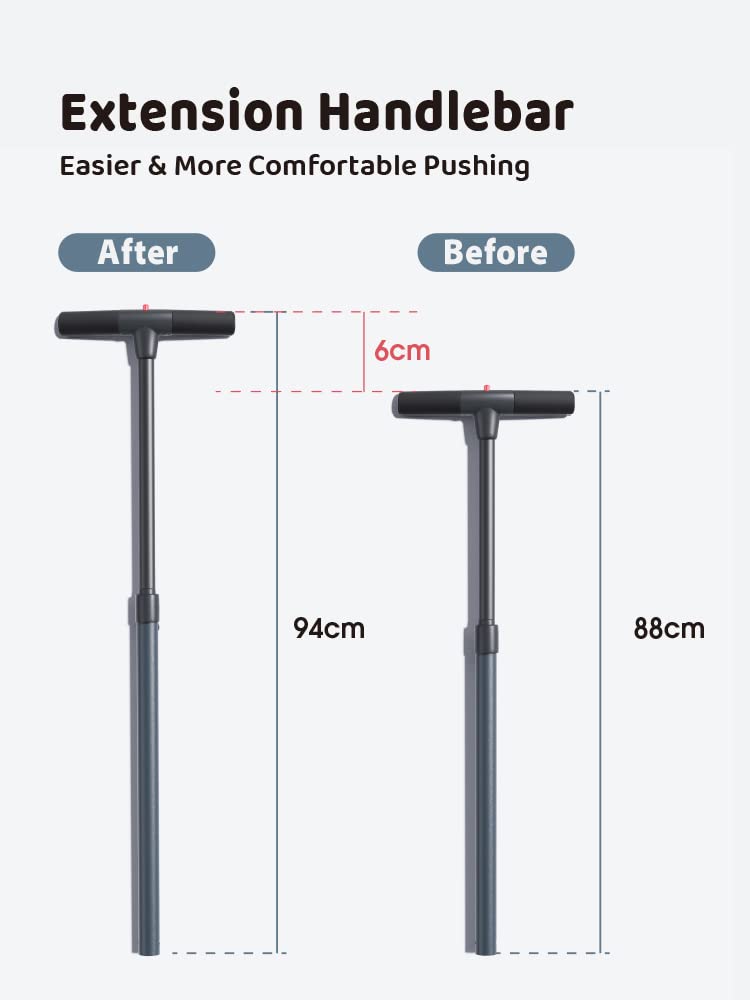 Extension Handlebar
Easier & More Comfortable Pushing
After
Before
6cm
94cm
88cm